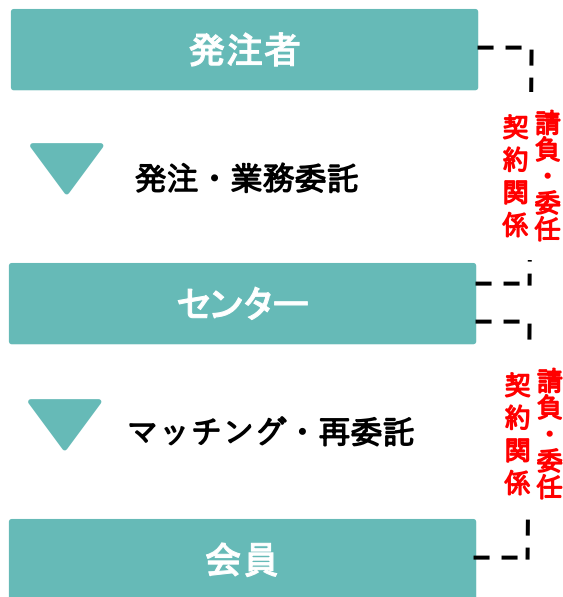 発注者
発注・業務委託
請負・委任
契約関係
センター
マッチング・再委託
請負・委任
契約関係
会員